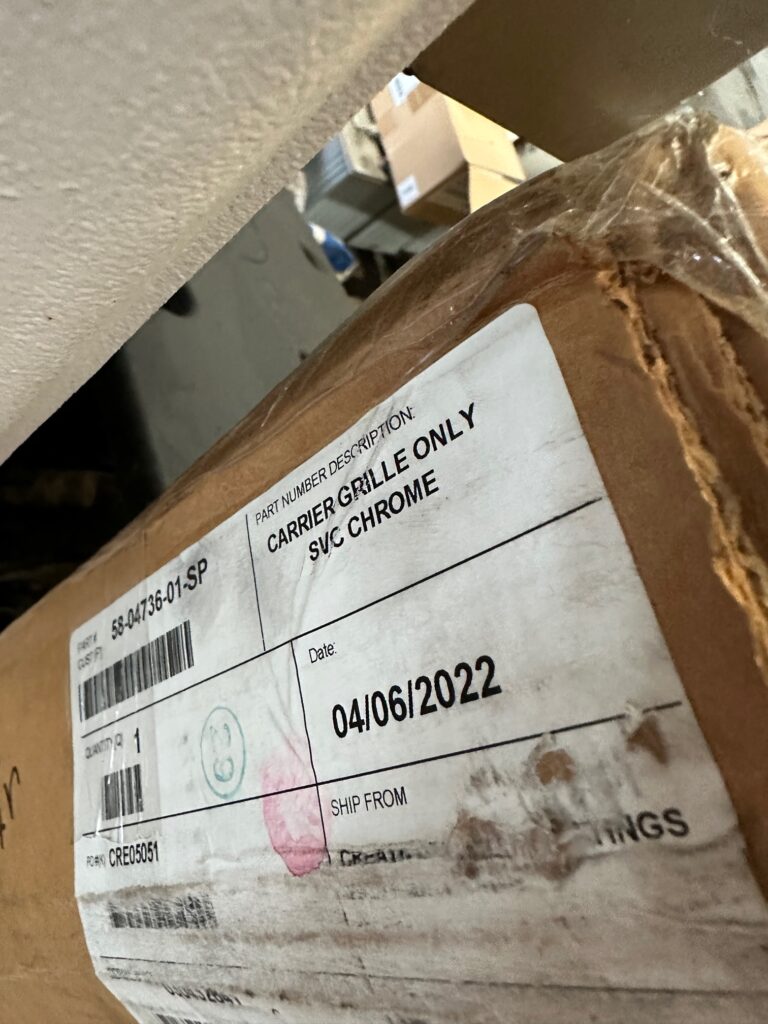 PART NUMBER DESCRIPTION:
CARRIER GRILLE ONLY
SVC CHROME
PART #
CUST (P)
58-04736-01-SP
Date:
04/06/2022
QUANTITY (Q) 1
SHIP FROM
CRE05051